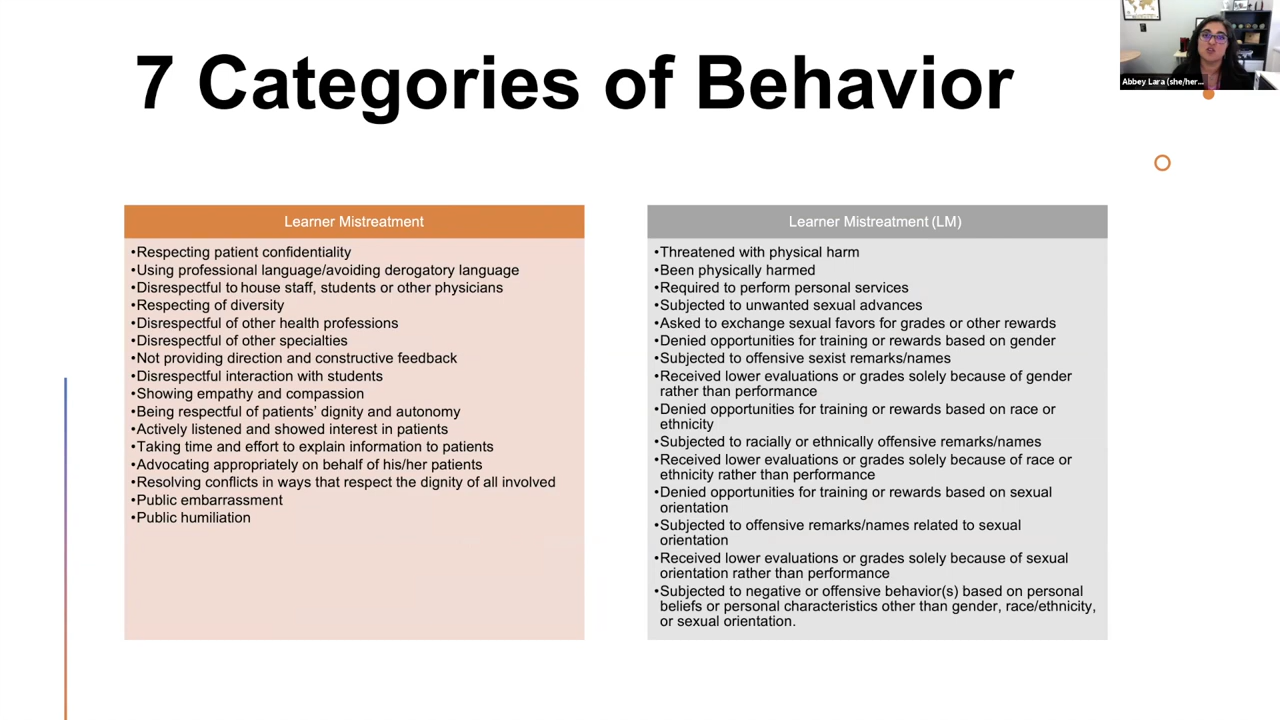 7 Categories of Behavior
Abbey Lara (she/her...
Learner Mistreatment
•Respecting patient confidentiality
•Using professional language/avoiding derogatory language
•Disrespectful to house staff, students or other physicians
•Respecting of diversity
•Disrespectful of other health professions
•Disrespectful of other specialties
•Not providing direction and constructive feedback
•Disrespectful interaction with students
•Showing empathy and compassion
•Being respectful of patients’ dignity and autonomy
•Actively listened and showed interest in patients
•Taking time and effort to explain information to patients
•Advocating appropriately on behalf of his/her patients
•Resolving conflicts in ways that respect the dignity of all involved
•Public embarrassment
•Public humiliation
Learner Mistreatment (LM)
•Threatened with physical harm
•Been physically harmed
•Required to perform personal services
•Subjected to unwanted sexual advances
•Asked to exchange sexual favors for grades or other rewards
•Denied opportunities for training or rewards based on gender
•Subjected to offensive sexist remarks/names
•Received lower evaluations or grades solely because of gender
rather than performance
•Denied opportunities for training or rewards based on race or
ethnicity
•Subjected to racially or ethnically offensive remarks/names
•Received lower evaluations or grades solely because of race or
ethnicity rather than performance
•Denied opportunities for training or rewards based on sexual
orientation
•Subjected to offensive remarks/names related to sexual
orientation
•Received lower evaluations or grades solely because of sexual
orientation rather than performance
•Subjected to negative or offensive behavior(s) based on personal
beliefs or personal characteristics other than gender, race/ethnicity,
or sexual orientation.